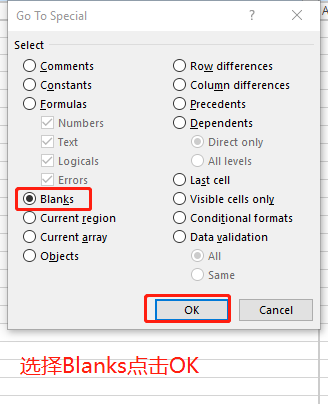 Go To Special
Select
Comments
Constants
Formulas
Numbers
Text
Logicals
Errors
Blanks
Current region
Current array
Objects
Row differences
Column differences
Precedents
Dependents
Direct only
All levels
Last cell
Visible cells only
Conditional formats
Data validation
All
Same
OK
Cancel
选择Blanks点击OK